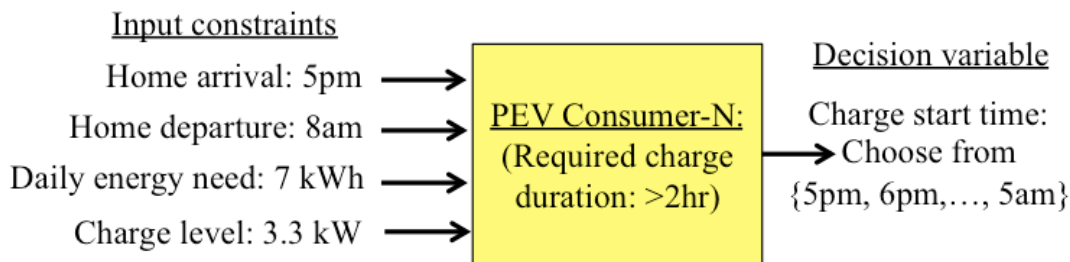 Input constraints
Home arrival: 5pm
Home departure: 8am
Daily energy need: 7 kWh
Charge level: 3.3 kW
PEV Consumer-N:
(Required charge
duration: >2hr)
Decision variable
Charge start time:
Choose from
{5pm, 6pm,…, 5am}